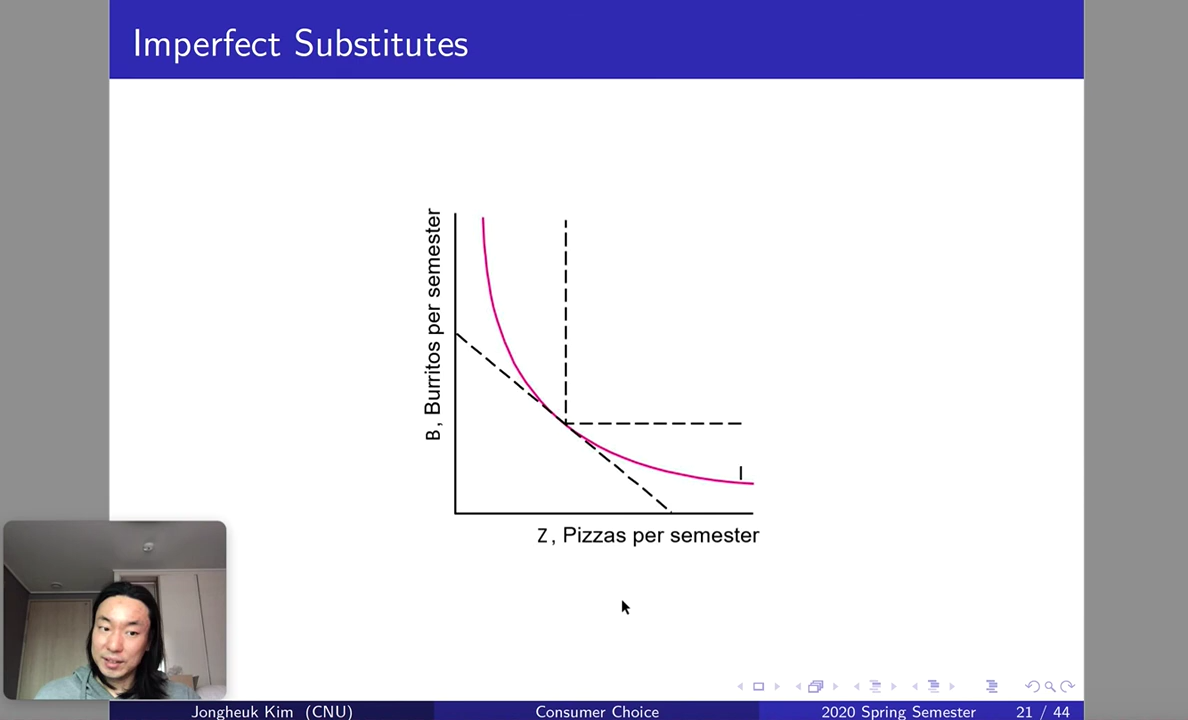 Imperfect Substitutes
B, Burritos per semester
I
Z, Pizzas per semester
Jongheuk Kim (CNU)
Consumer Choice
2020 Spring Semester
21 / 44